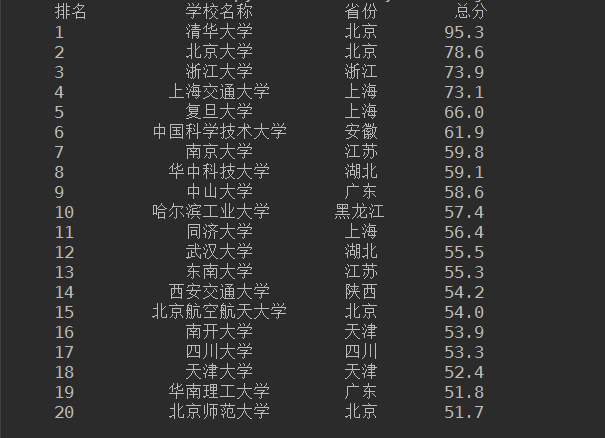 排名 学校名称 省份 总分
1 清华大学 北京 95.3
2 北京大学 北京 78.6
3 浙江大学 浙江 73.9
4 上海交通大学 上海 73.1
5 复旦大学 上海 66.0
6 中国科学技术大学 安徽 61.9
7 南京大学 江苏 59.8
8 华中科技大学 湖北 59.1
9 中山大学 广东 58.6
10 哈尔滨工业大学 黑龙江 57.4
11 同济大学 上海 56.4
12 武汉大学 湖北 55.5
13 东南大学 江苏 55.3
14 西安交通大学 陕西 54.2
15 北京航空航天大学 北京 54.0
16 南开大学 天津 53.9
17 四川大学 四川 53.3
18 天津大学 天津 52.4
19 华南理工大学 广东 51.8
20 北京师范大学 北京 51.7